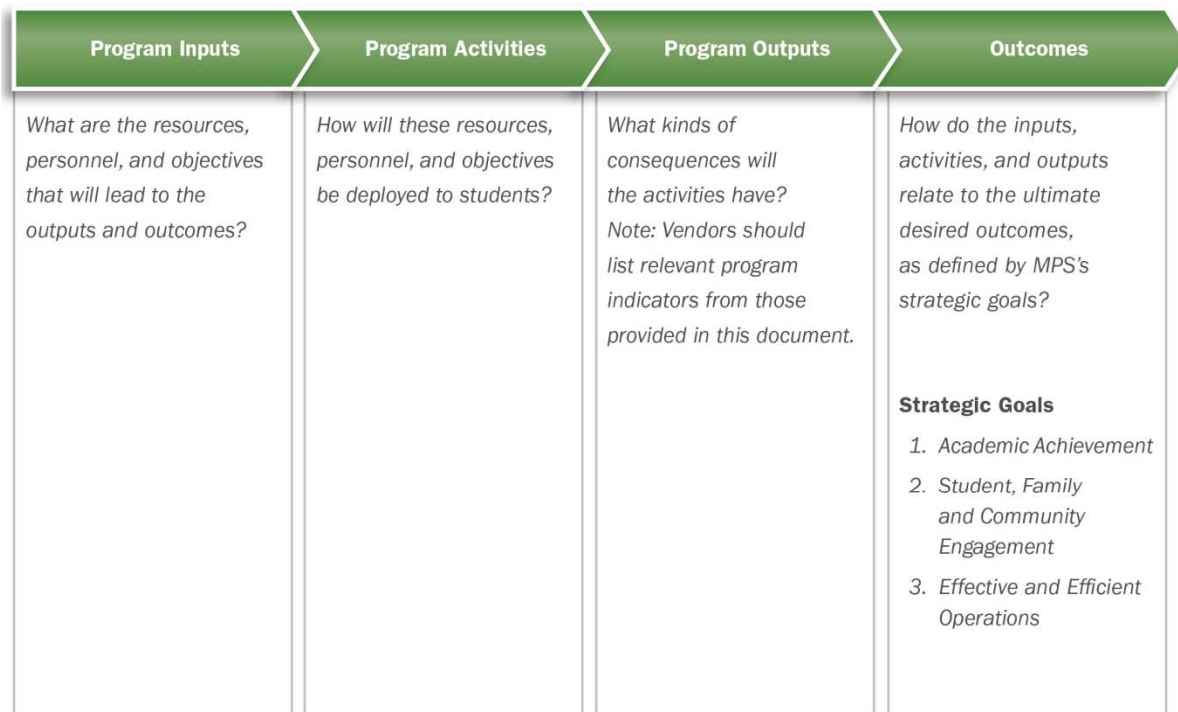 Program Inputs
Program Activities
Program Outputs
Outcomes
What are the resources,
personnel, and objectives
that will lead to the
outputs and outcomes?
How will these resources,
personnel, and objectives
be deployed to students?
What kinds of
consequences will
the activities have?
Note: Vendors should
list relevant program
indicators from those
provided in this document.
How do the inputs,
activities, and outputs
relate to the ultimate
desired outcomes,
as defined by MPS’s
strategic goals?
Strategic Goals
1. Academic Achievement
2. Student, Family
and Community
Engagement
3. Effective and Efficient
Operations